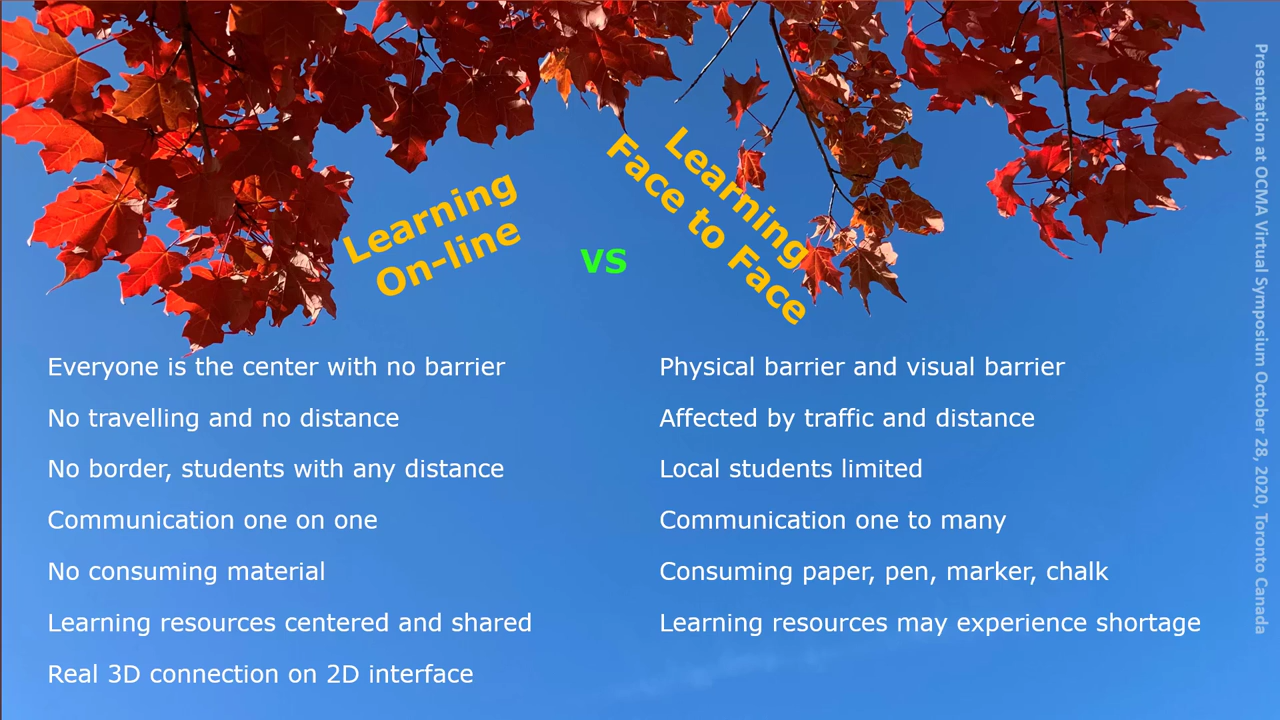 Learning
On-line
vs
Learning
Face to Face
Everyone is the center with no barrier
No travelling and no distance
No border, students with any distance
Communication one on one
No consuming material
Learning resources centered and shared
Real 3D connection on 2D interface
Physical barrier and visual barrier
Affected by traffic and distance
Local students limited
Communication one to many
Consuming paper, pen, marker, chalk
Learning resources may experience shortage
Presentation at OCMA Virtual Symposium October 28, 2020, Toronto Canada